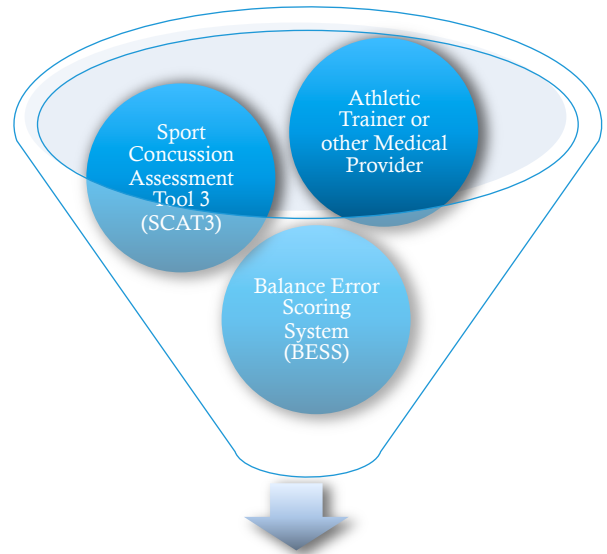 Athletic
Trainer or
other Medical
Provider
Sport
Concussion
Assessment
Tool 3
(SCAT3)
Balance Error
Scoring
System
(BESS)